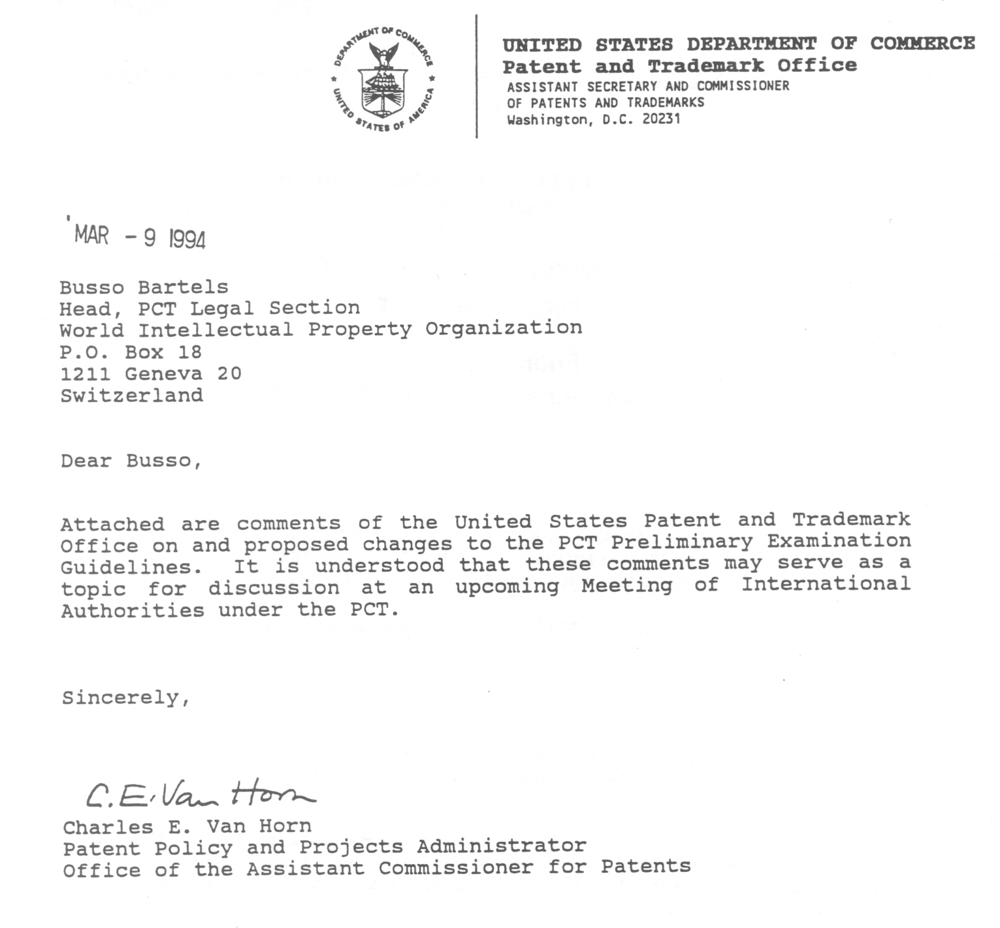 DEPARTMENT OF COMMERCE
★ UNITED STATES OF AMERICA ★
UNITED STATES DEPARTMENT OF COMMERCE
Patent and Trademark Office
ASSISTANT SECRETARY AND COMMISSIONER
OF PATENTS AND TRADEMARKS
Washington, D.C. 20231
MAR - 9 1994
Busso Bartels
Head, PCT Legal Section
World Intellectual Property Organization
P.O. Box 18
1211 Geneva 20
Switzerland
Dear Busso,
Attached are comments of the United States Patent and Trademark
Office on and proposed changes to the PCT Preliminary Examination
Guidelines. It is understood that these comments may serve as a
topic for discussion at an upcoming Meeting of International
Authorities under the PCT.
Sincerely,
C. E. Van Horn
Charles E. Van Horn
Patent Policy and Projects Administrator
Office of the Assistant Commissioner for Patents